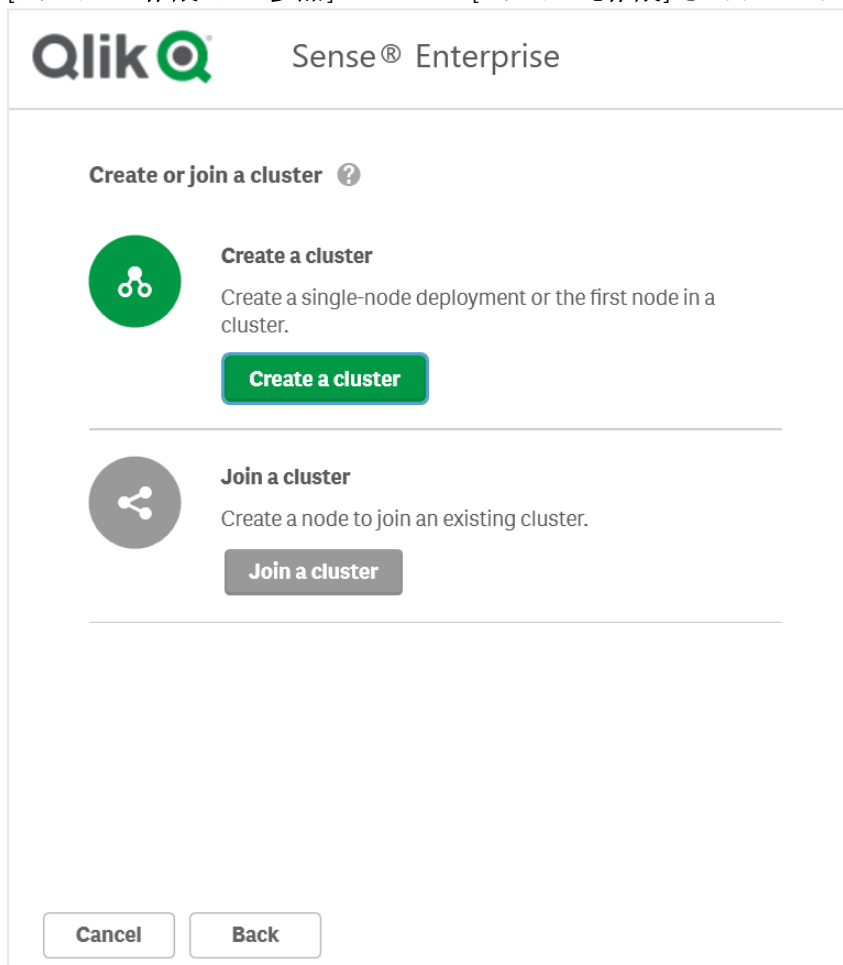 Qlik Q
Sense® Enterprise
Create or join a cluster ?
Create a cluster
Create a single-node deployment or the first node in a
cluster.
Create a cluster
Join a cluster
Create a node to join an existing cluster.
Join a cluster
Cancel
Back